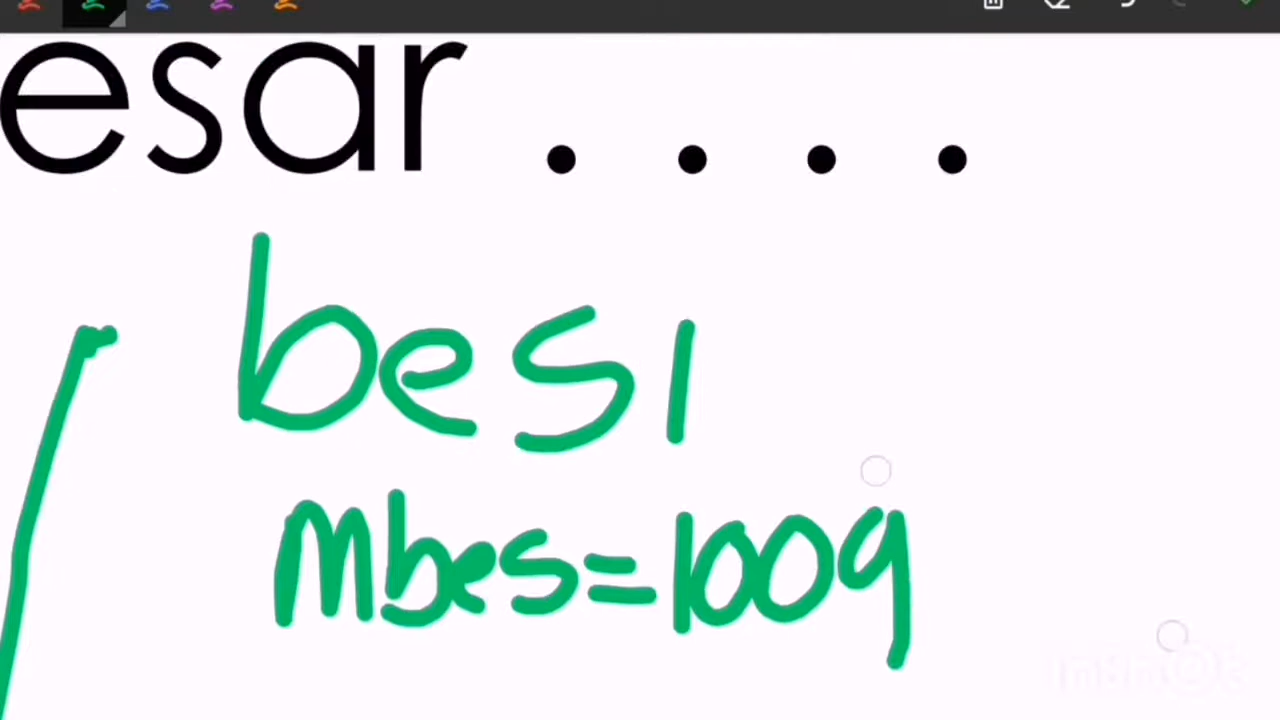 esar . . . .
besi
mbes=100g